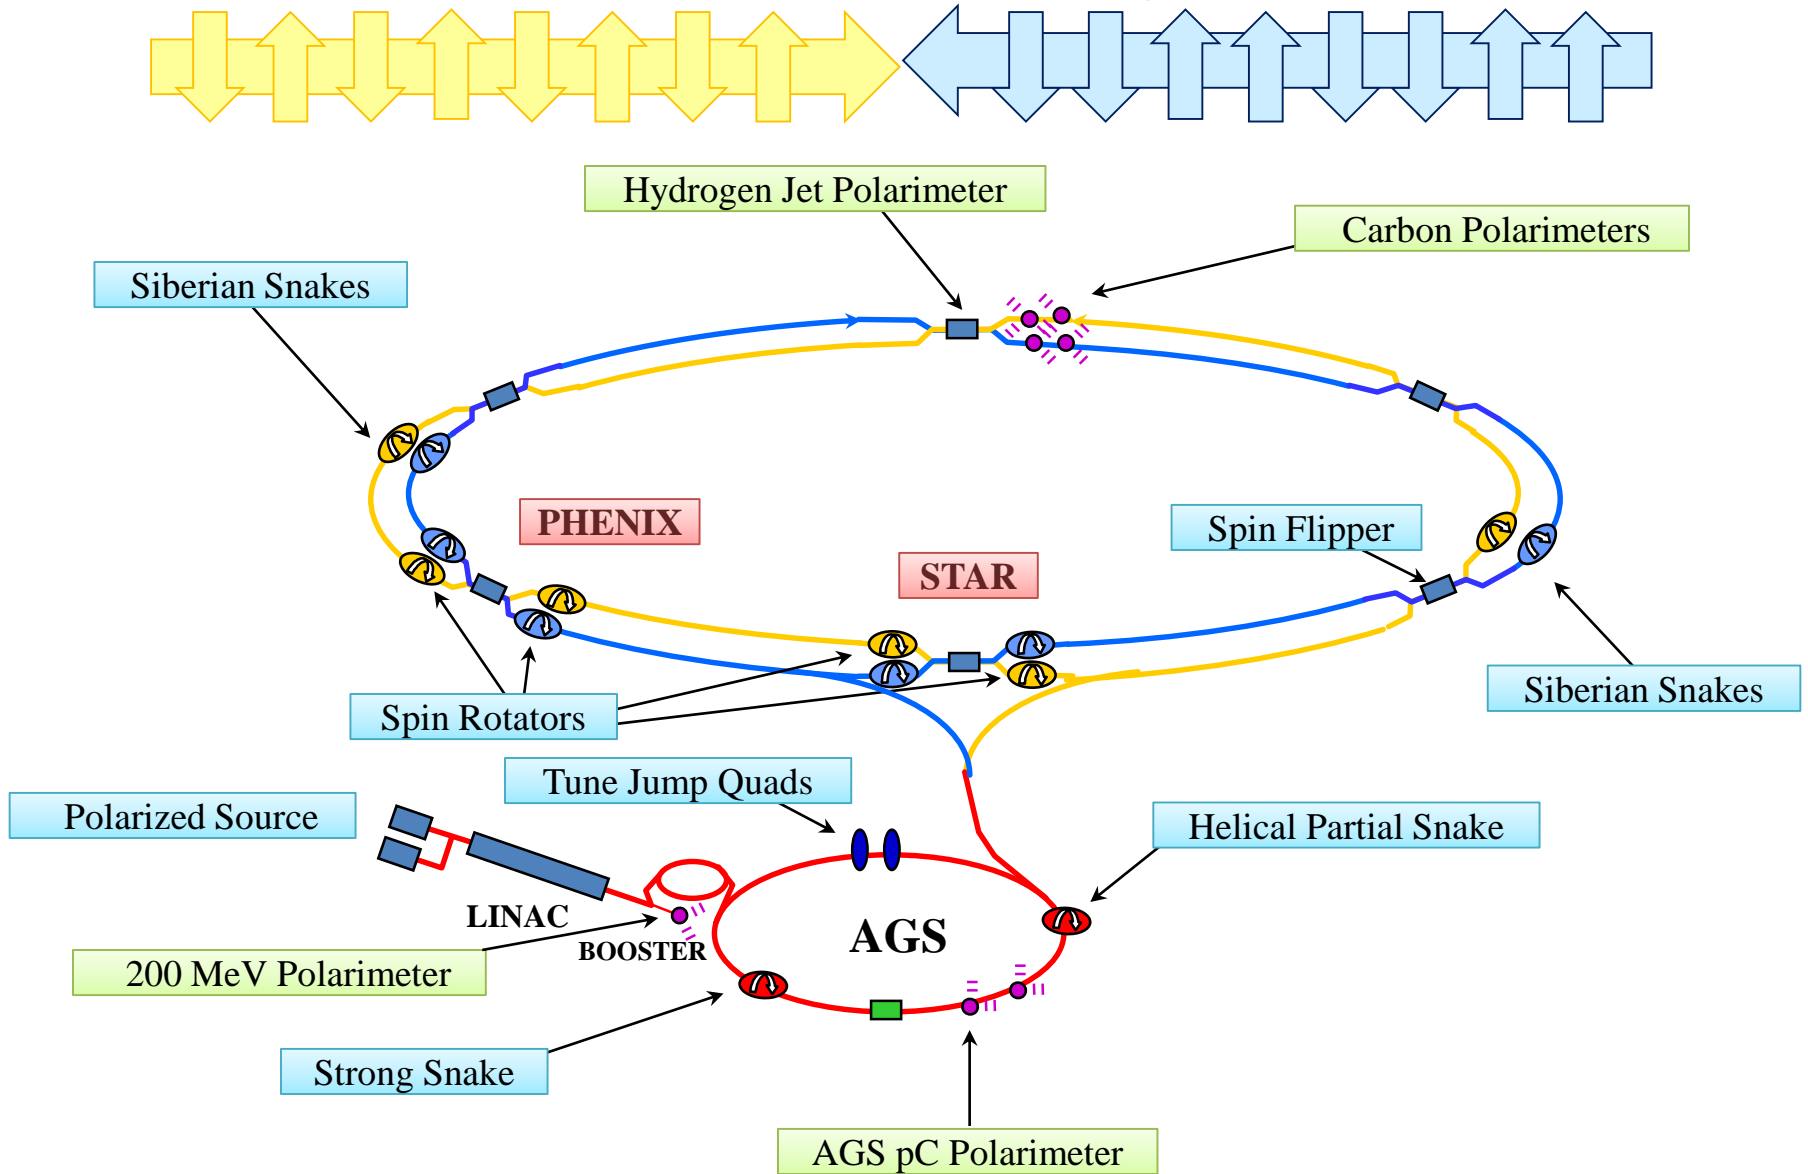 Hydrogen Jet Polarimeter
Carbon Polarimeters
Siberian Snakes
PHENIX
Spin Flipper
STAR
Siberian Snakes
Spin Rotators
Tune Jump Quads
Polarized Source
Helical Partial Snake
LINAC
AGS
BOOSTER
200 MeV Polarimeter
Strong Snake
AGS pC Polarimeter